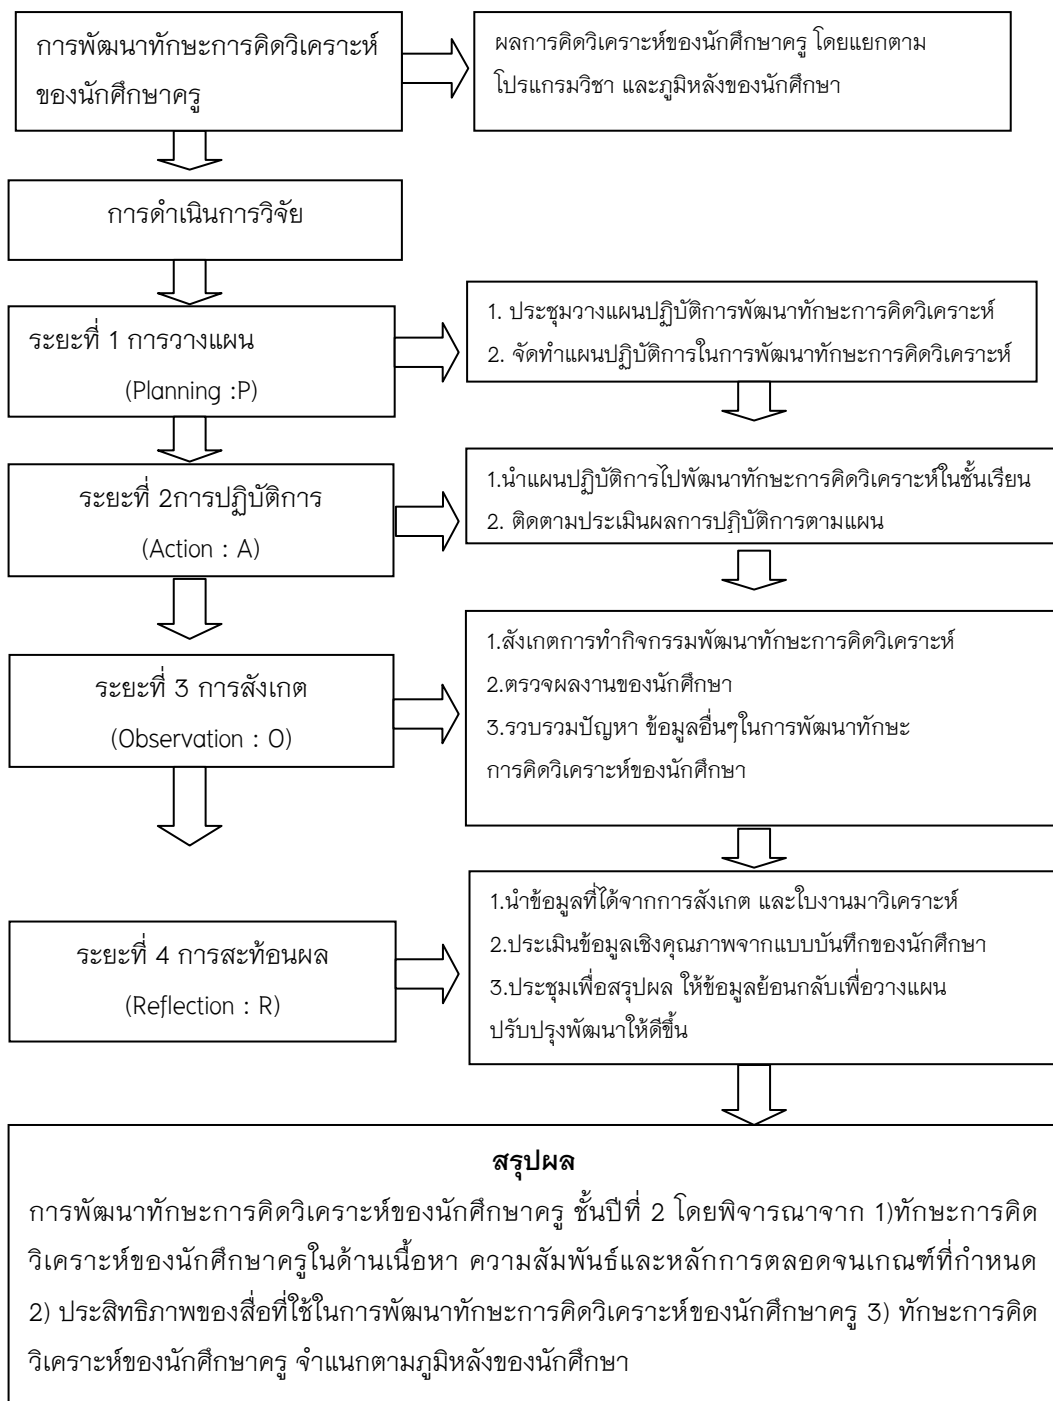 การพัฒนาทักษะการคิดวิเคราะห์
ของนักศึกษาครู
ผลการคิดวิเคราะห์ของนักศึกษาครู โดยแยกตาม
โปรแกรมวิชา และภูมิหลังของนักศึกษา
การดำเนินการวิจัย
ระยะที่ 1 การวางแผน
(Planning :P)
1. ประชุมวางแผนปฏิบัติการพัฒนาทักษะการคิดวิเคราะห์
2. จัดทำแผนปฏิบัติการในการพัฒนาทักษะการคิดวิเคราะห์
ระยะที่ 2การปฏิบัติการ
(Action : A)
1.นำแผนปฏิบัติการไปพัฒนาทักษะการคิดวิเคราะห์ในชั้นเรียน
2. ติดตามประเมินผลการปฏิบัติการตามแผน
ระยะที่ 3 การสังเกต
(Observation : O)
1.สังเกตการทำกิจกรรมพัฒนาทักษะการคิดวิเคราะห์
2.ตรวจผลงานของนักศึกษา
3.รวบรวมปัญหา ข้อมูลอื่นๆในการพัฒนาทักษะ
การคิดวิเคราะห์ของนักศึกษา
ระยะที่ 4 การสะท้อนผล
(Reflection : R)
1.นำข้อมูลที่ได้จากการสังเกต และใบงานมาวิเคราะห์
2.ประเมินข้อมูลเชิงคุณภาพจากแบบบันทึกของนักศึกษา
3.ประชุมเพื่อสรุปผล ให้ข้อมูลย้อนกลับเพื่อวางแผน
ปรับปรุงพัฒนาให้ดีขึ้น
สรุปผล
การพัฒนาทักษะการคิดวิเคราะห์ของนักศึกษาครู ชั้นปีที่ 2 โดยพิจารณาจาก 1)ทักษะการคิด
วิเคราะห์ของนักศึกษาครูในด้านเนื้อหา ความสัมพันธ์และหลักการตลอดจนเกณฑ์ที่กำหนด
2) ประสิทธิภาพของสื่อที่ใช้ในการพัฒนาทักษะการคิดวิเคราะห์ของนักศึกษาครู 3) ทักษะการคิด
วิเคราะห์ของนักศึกษาครู จำแนกตามภูมิหลังของนักศึกษา